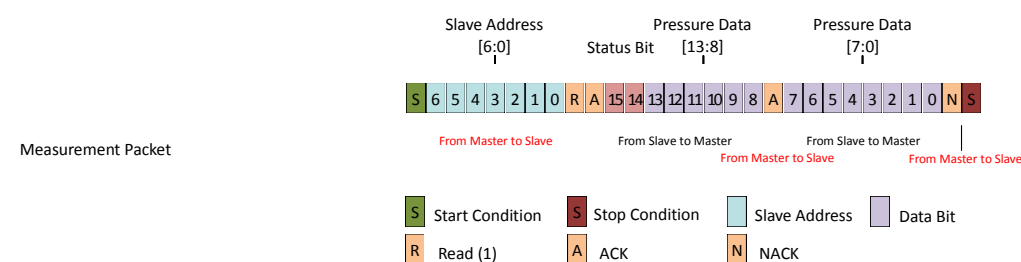 Slave Address Pressure Data Pressure Data
[6:0] Status Bit [13:8] [7:0]
S 6 5 4 3 2 1 0 R A 15 14 13 12 11 10 9 8 A 7 6 5 4 3 2 1 0 N S
From Master to Slave From Slave to Master From Slave to Master
Measurement Packet
From Master to Slave From Master to Slave
S Start Condition S Stop Condition Slave Address Data Bit
R Read (1) A ACK N NACK